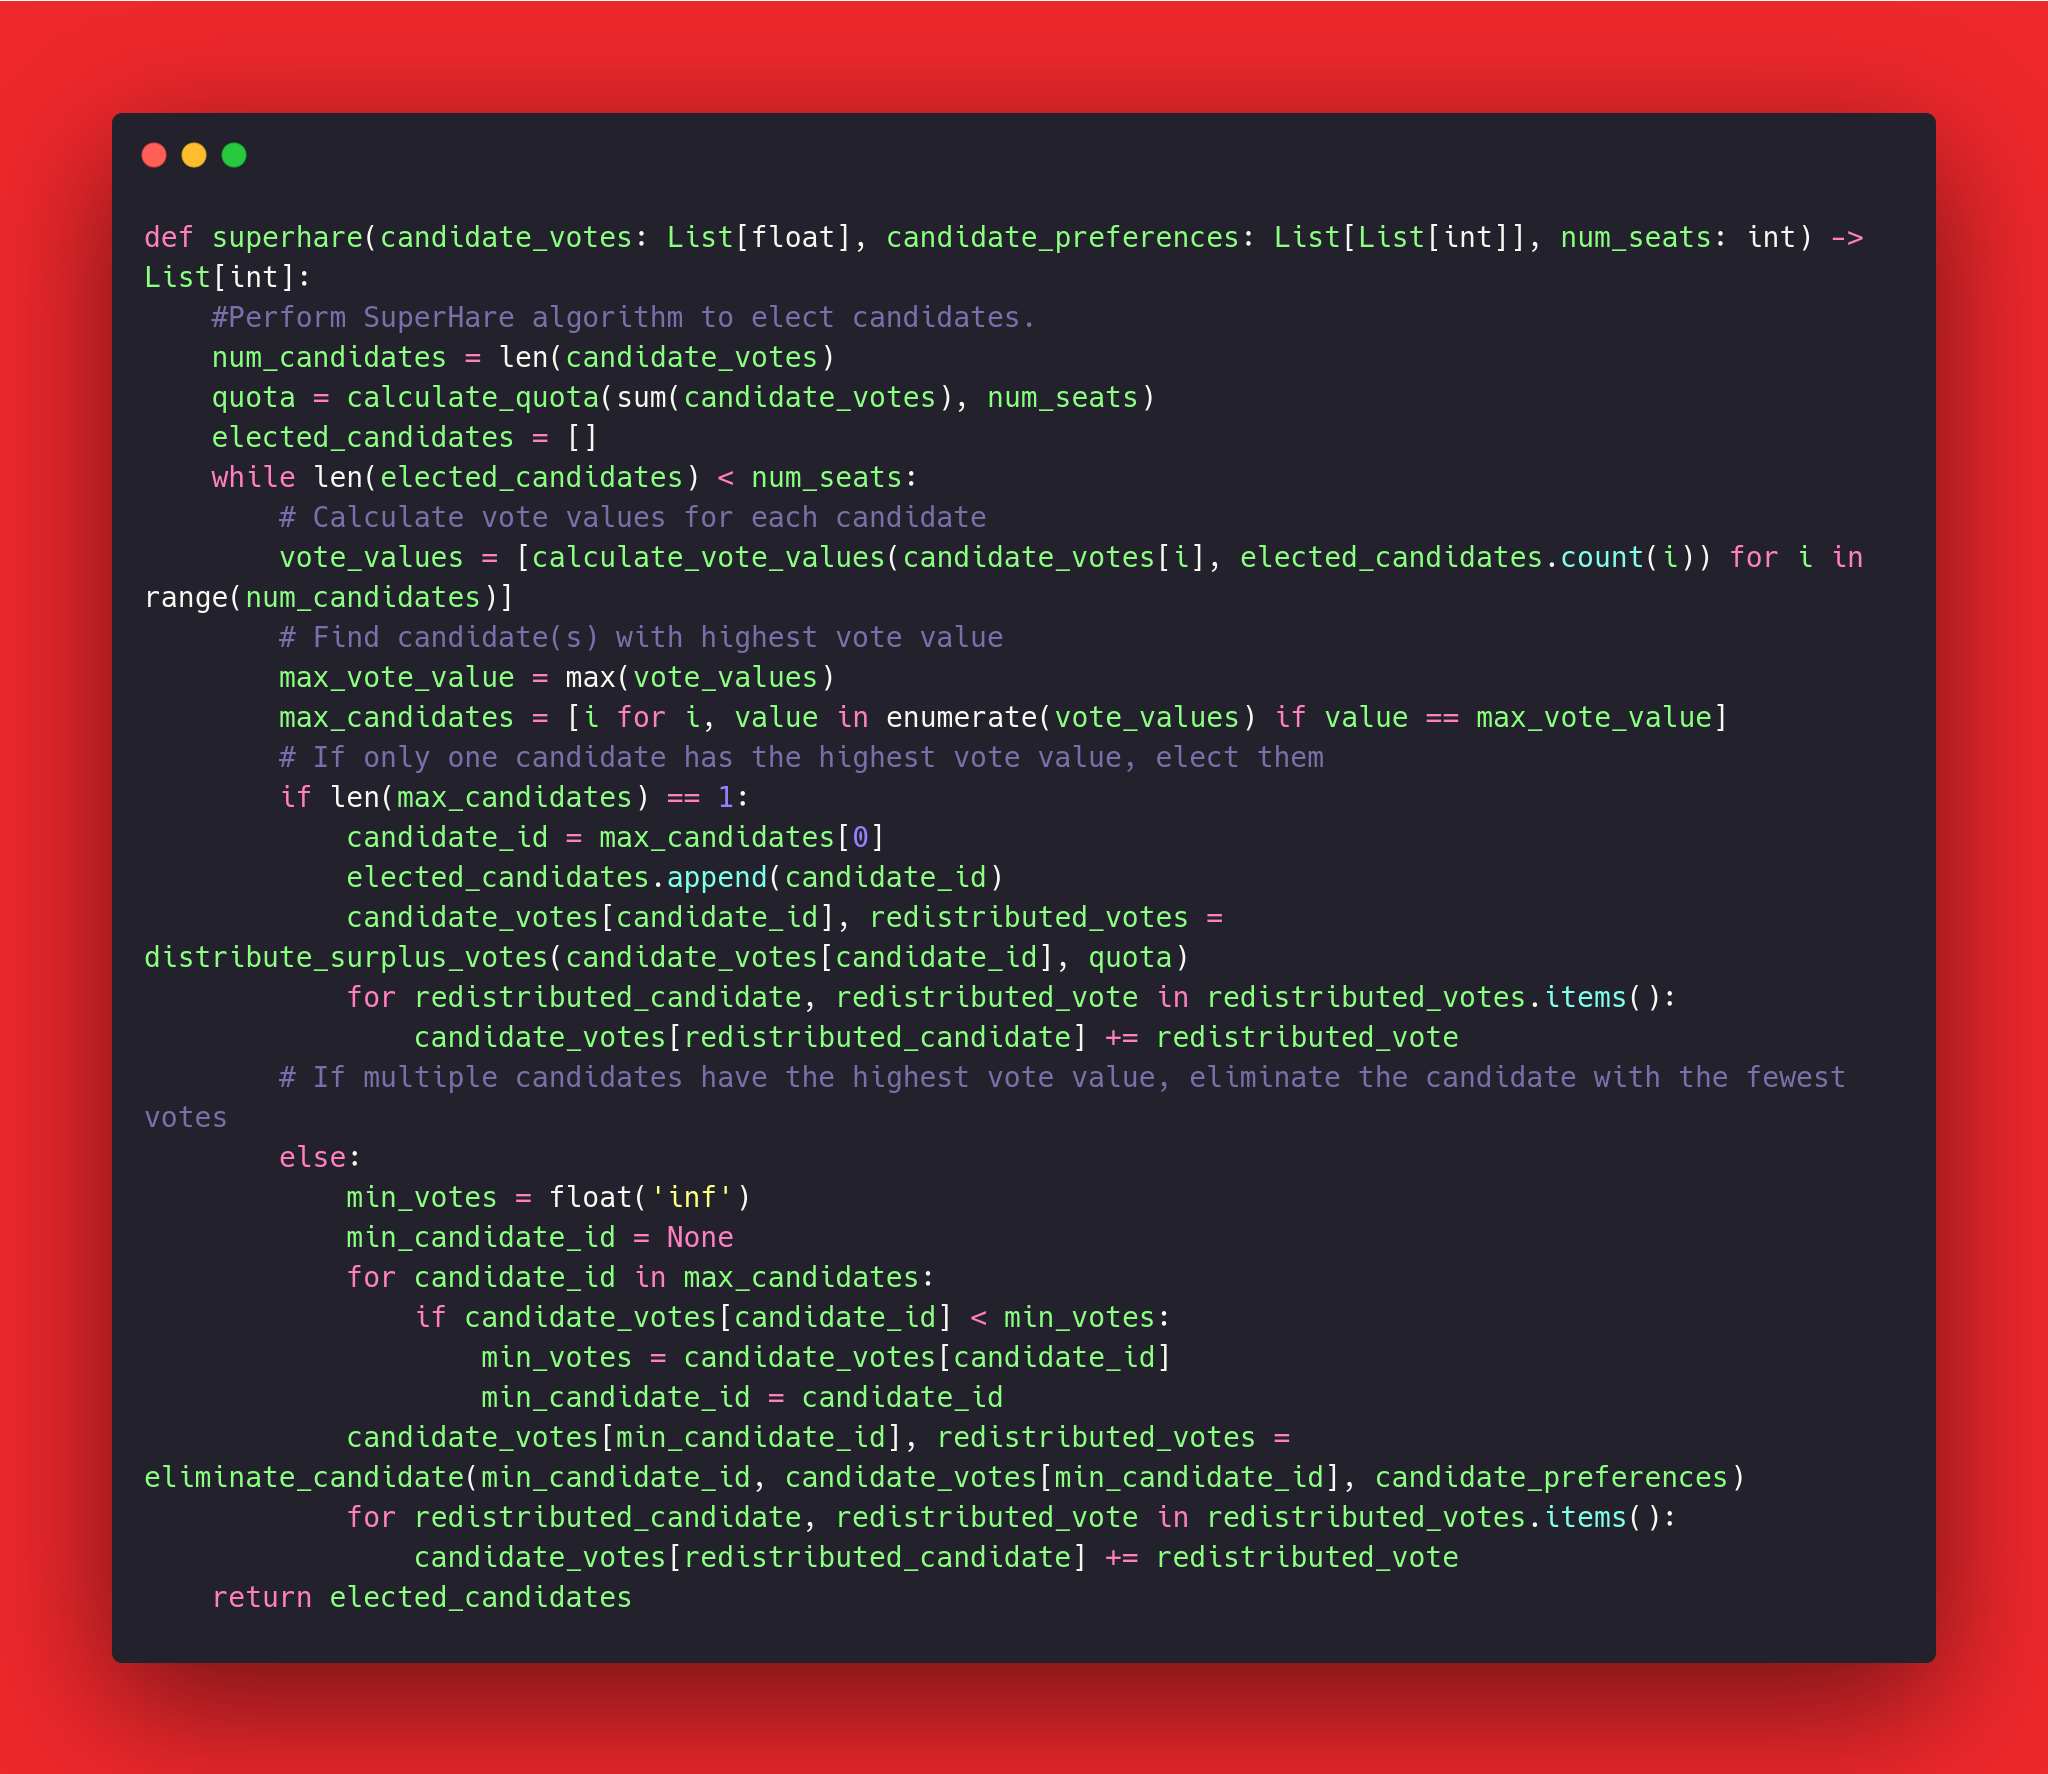 def superhare(candidate_votes: List[float], candidate_preferences: List[List[int]], num_seats: int) ->
List[int]:
    #Perform SuperHare algorithm to elect candidates.
    num_candidates = len(candidate_votes)
    quota = calculate_quota(sum(candidate_votes), num_seats)
    elected_candidates = []
    while len(elected_candidates) < num_seats:
        # Calculate vote values for each candidate
        vote_values = [calculate_vote_values(candidate_votes[i], elected_candidates.count(i)) for i in
range(num_candidates)]
        # Find candidate(s) with highest vote value
        max_vote_value = max(vote_values)
        max_candidates = [i for i, value in enumerate(vote_values) if value == max_vote_value]
        # If only one candidate has the highest vote value, elect them
        if len(max_candidates) == 1:
            candidate_id = max_candidates[0]
            elected_candidates.append(candidate_id)
            candidate_votes[candidate_id], redistributed_votes =
distribute_surplus_votes(candidate_votes[candidate_id], quota)
            for redistributed_candidate, redistributed_vote in redistributed_votes.items():
                candidate_votes[redistributed_candidate] += redistributed_vote
        # If multiple candidates have the highest vote value, eliminate the candidate with the fewest
votes
        else:
            min_votes = float('inf')
            min_candidate_id = None
            for candidate_id in max_candidates:
                if candidate_votes[candidate_id] < min_votes:
                    min_votes = candidate_votes[candidate_id]
                    min_candidate_id = candidate_id
            candidate_votes[min_candidate_id], redistributed_votes =
eliminate_candidate(min_candidate_id, candidate_votes[min_candidate_id], candidate_preferences)
            for redistributed_candidate, redistributed_vote in redistributed_votes.items():
                candidate_votes[redistributed_candidate] += redistributed_vote
    return elected_candidates